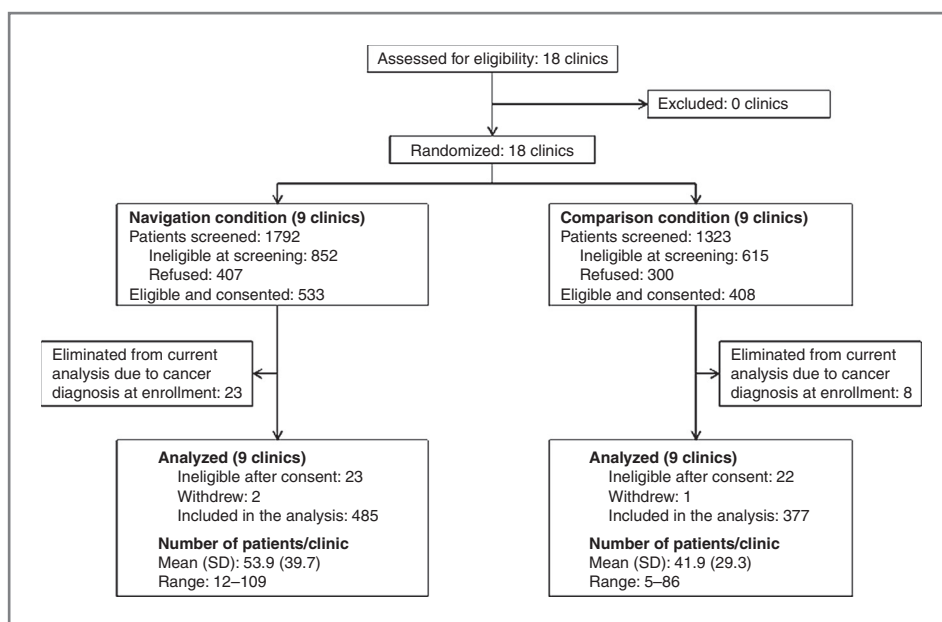 Assessed for eligibility: 18 clinics
Excluded: 0 clinics
Randomized: 18 clinics
Navigation condition (9 clinics)
Patients screened: 1792
Ineligible at screening: 852
Refused: 407
Eligible and consented: 533
Comparison condition (9 clinics)
Patients screened: 1323
Ineligible at screening: 615
Refused: 300
Eligible and consented: 408
Eliminated from current
analysis due to cancer
diagnosis at enrollment: 23
Eliminated from current
analysis due to cancer
diagnosis at enrollment: 8
Analyzed (9 clinics)
Ineligible after consent: 23
Withdrew: 2
Included in the analysis: 485
Number of patients/clinic
Mean (SD): 53.9 (39.7)
Range: 12–109
Analyzed (9 clinics)
Ineligible after consent: 22
Withdrew: 1
Included in the analysis: 377
Number of patients/clinic
Mean (SD): 41.9 (29.3)
Range: 5–86